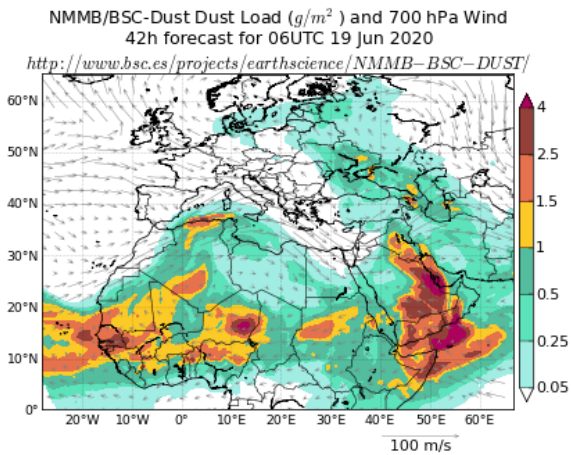 NMMB/BSC-Dust Dust Load (g/m² ) and 700 hPa Wind
42h forecast for 06UTC 19 Jun 2020
http://www.bsc.es/projects/earthscience/NMMB−BSC−DUST/
60°N
50°N
40°N
30°N
20°N
10°N
0°
20°W 10°W 0° 10°E 20°E 30°E 40°E 50°E 60°E
4
2.5
1.5
1
0.5
0.25
0.05
100 m/s